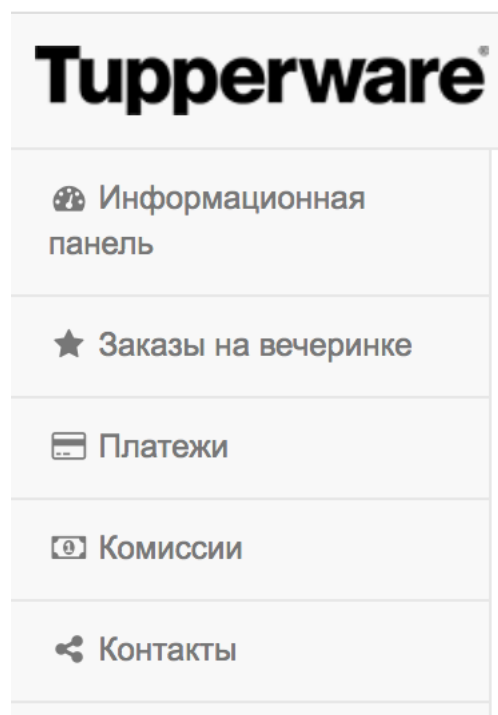 Tupperware®
Информационная
панель
Заказы на вечеринке
Платежи
Комиссии
Контакты